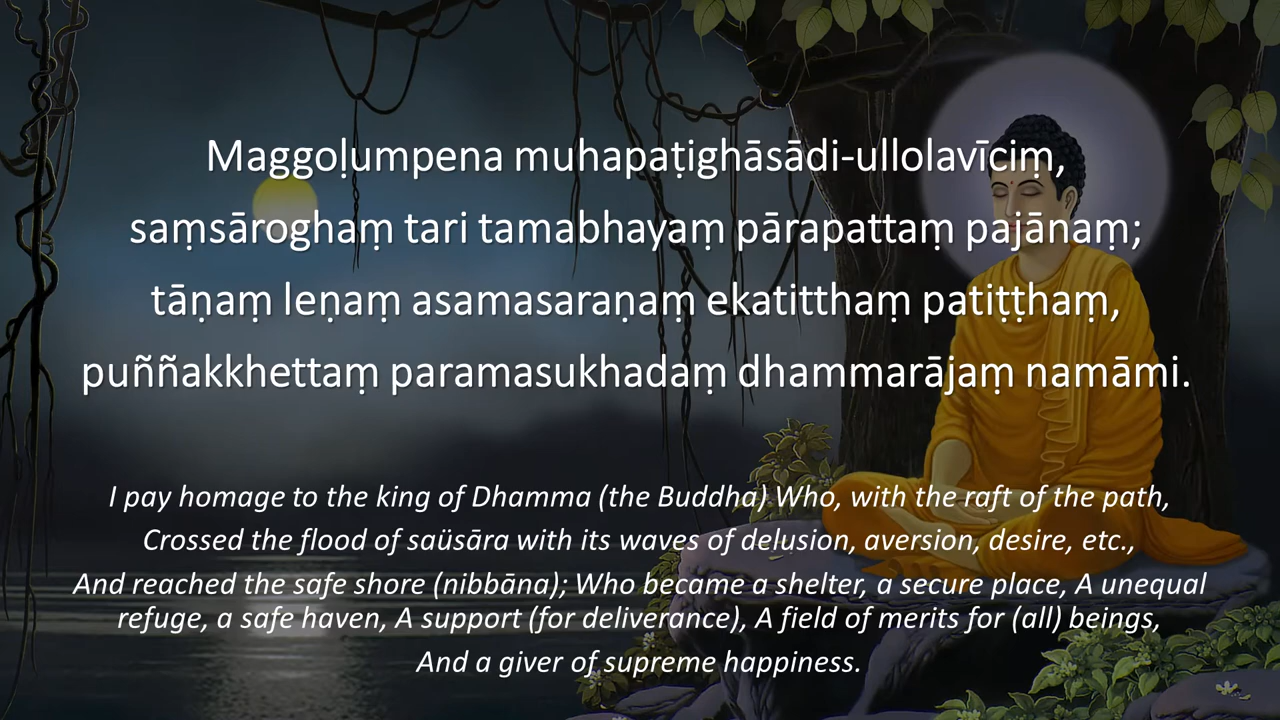 Maggoḷumpena muhapaṭighāsādi-ullolavīciṃ,
saṃsāroghaṃ tari tamabhayaṃ pārapattaṃ pajānaṃ;
tāṇaṃ leṇaṃ asamasaraṇaṃ ekatitthaṃ patiṭṭhaṃ,
puññakkhettaṃ paramasukhadaṃ dhammarājaṃ namāmi.
I pay homage to the king of Dhamma (the Buddha) Who, with the raft of the path,
Crossed the flood of saüsāra with its waves of delusion, aversion, desire, etc.,
And reached the safe shore (nibbāna); Who became a shelter, a secure place, A unequal
refuge, a safe haven, A support (for deliverance), A field of merits for (all) beings,
And a giver of supreme happiness.